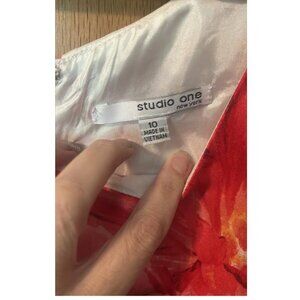 studio one
new york
10
MADE IN
VIETNAM